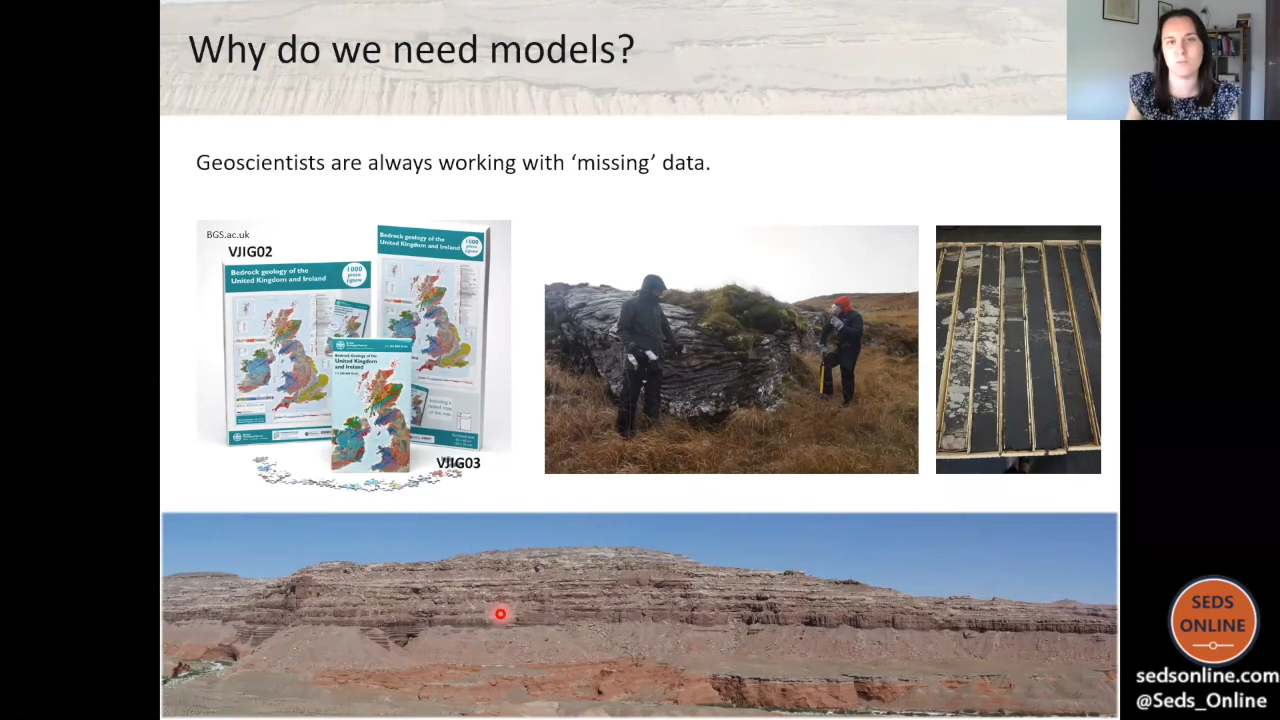 Why do we need models?
Geoscientists are always working with ‘missing’ data.
BGS.ac.uk
VJIG02
Bedrock geology of the
United Kingdom and Ireland
1000
piece
jigsaw
Bedrock geology of the
United Kingdom and Ireland
1000
piece
jigsaw
Bedrock Geology of the
United Kingdom
and Ireland
VJIG03
SEDS
ONLINE
sedsonline.com
@Seds_Online